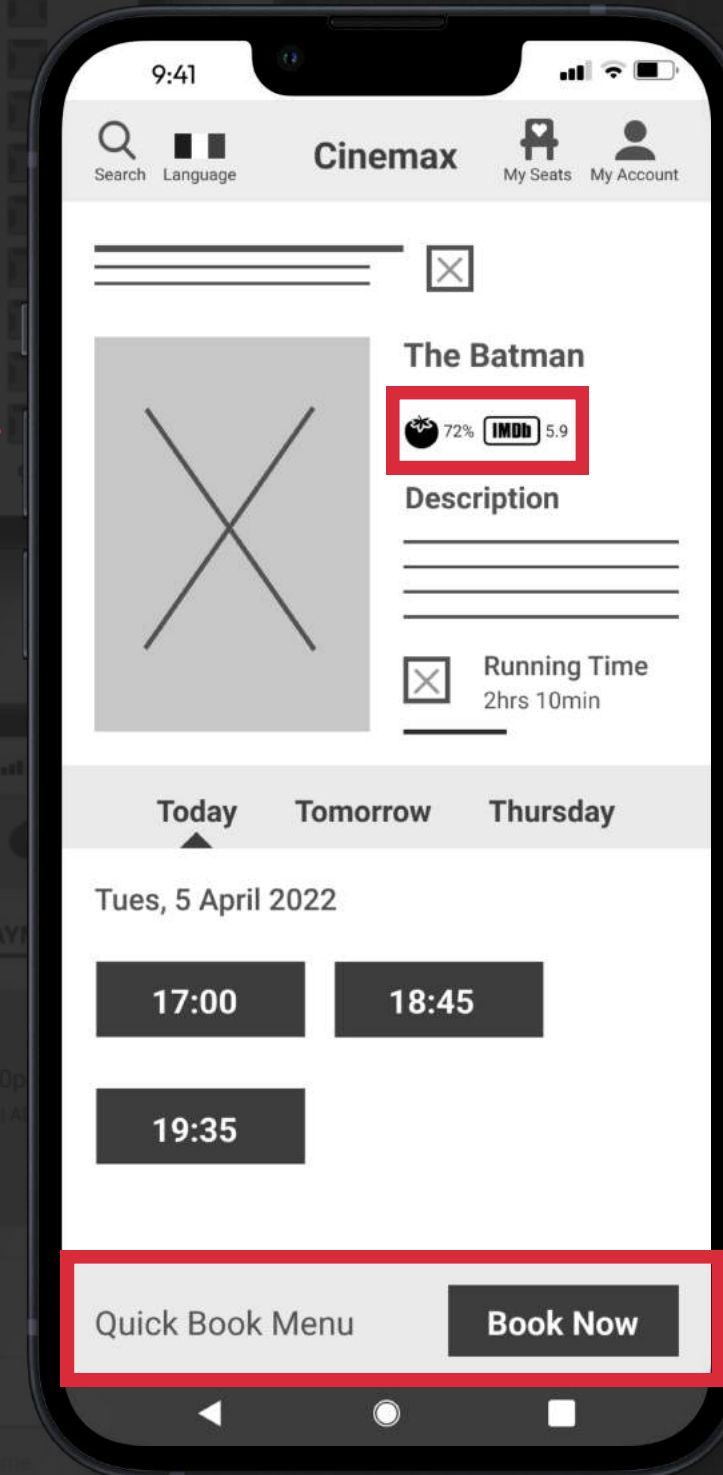 9:41
Search Language Cinemax My Seats My Account
The Batman
72% IMDb 5.9
Description
Running Time
2hrs 10min
Today Tomorrow Thursday
Tues, 5 April 2022
17:00 18:45
19:35
Quick Book Menu Book Now